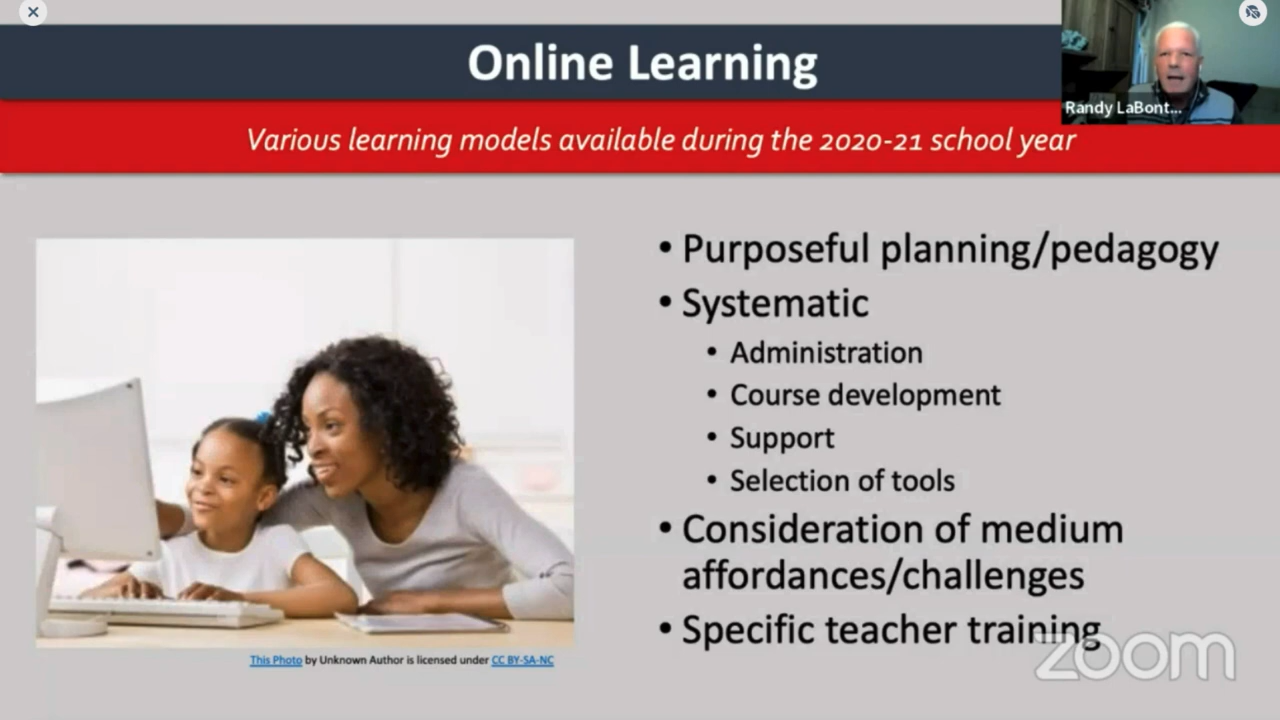 Online Learning
Randy LaBont...
Various learning models available during the 2020-21 school year
• Purposeful planning/pedagogy
• Systematic
• Administration
• Course development
• Support
• Selection of tools
• Consideration of medium
affordances/challenges
• Specific teacher training
This Photo by Unknown Author is licensed under CC BY-SA-NC
zoom